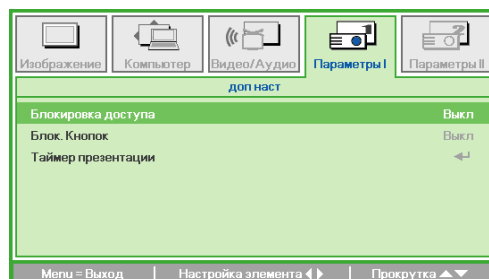 Изображение Компьютер Видео/Аудио Параметры I Параметры II
доп наст
Блокировка доступа Выкл
Блок. Кнопок Выкл
Таймер презентации
Menu = Выход | Настройка элемента | Прокрутка